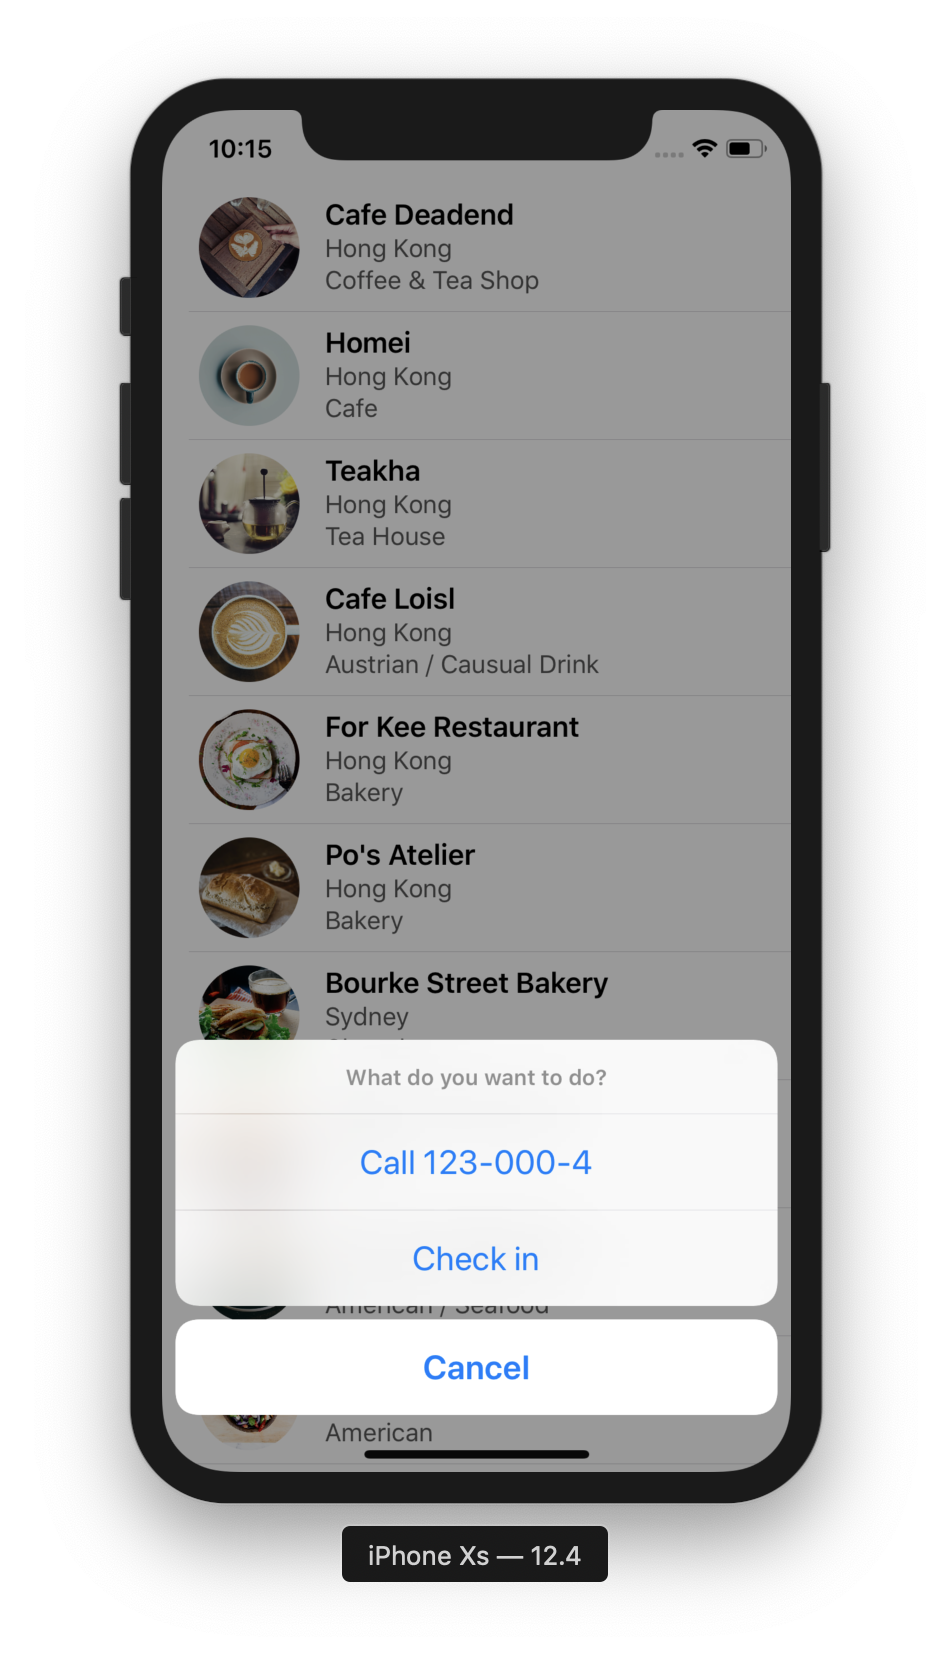 10:15
Cafe Deadend
Hong Kong
Coffee & Tea Shop
Homei
Hong Kong
Cafe
Teakha
Hong Kong
Tea House
Cafe Loisl
Hong Kong
Austrian / Causual Drink
For Kee Restaurant
Hong Kong
Bakery
Po's Atelier
Hong Kong
Bakery
Bourke Street Bakery
Sydney
What do you want to do?
Call 123-000-4
Check in
American / Seafood
Cancel
American
iPhone Xs — 12.4